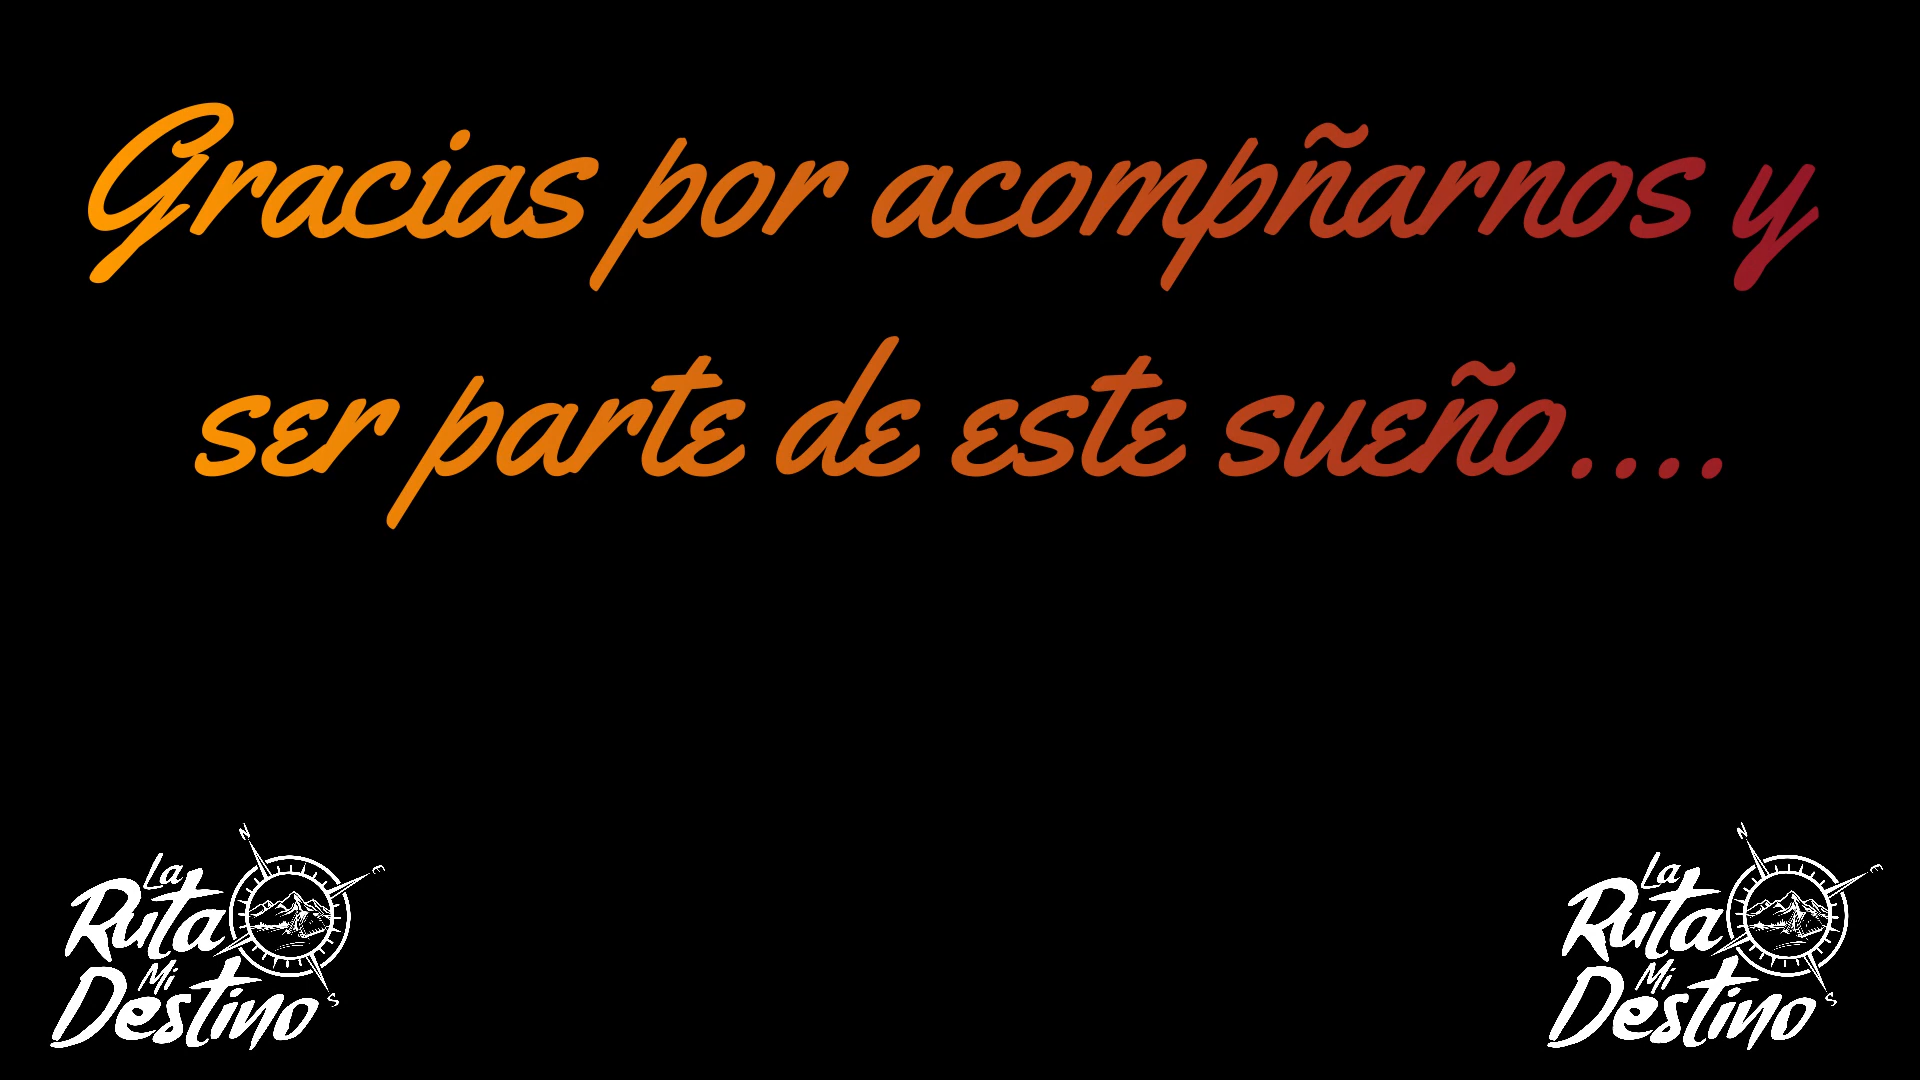 Gracias por acompñarnos y
ser parte de este sueño....
N
E
La
Ruta
Mi
Destino
S
N
E
La
Ruta
Mi
Destino
S